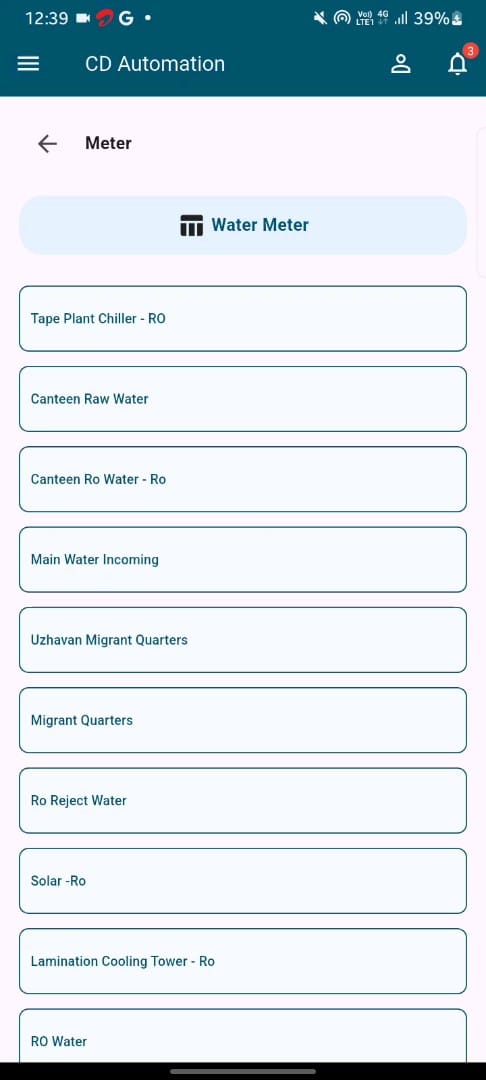 12:39 G • Vo) 4G LTE1 39%
CD Automation 3
Meter
Water Meter
Tape Plant Chiller - RO
Canteen Raw Water
Canteen Ro Water - Ro
Main Water Incoming
Uzhavan Migrant Quarters
Migrant Quarters
Ro Reject Water
Solar -Ro
Lamination Cooling Tower - Ro
RO Water